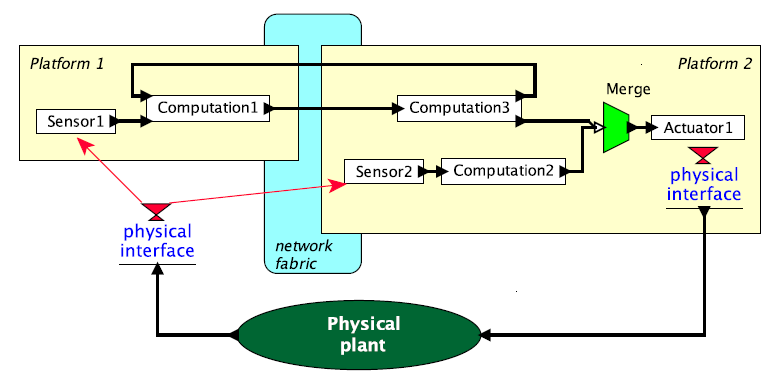 Platform 1
Platform 2
Merge
Computation1
Computation3
Sensor1
Actuator1
Sensor2
Computation2
physical
interface
physical
interface
network
fabric
Physical
plant